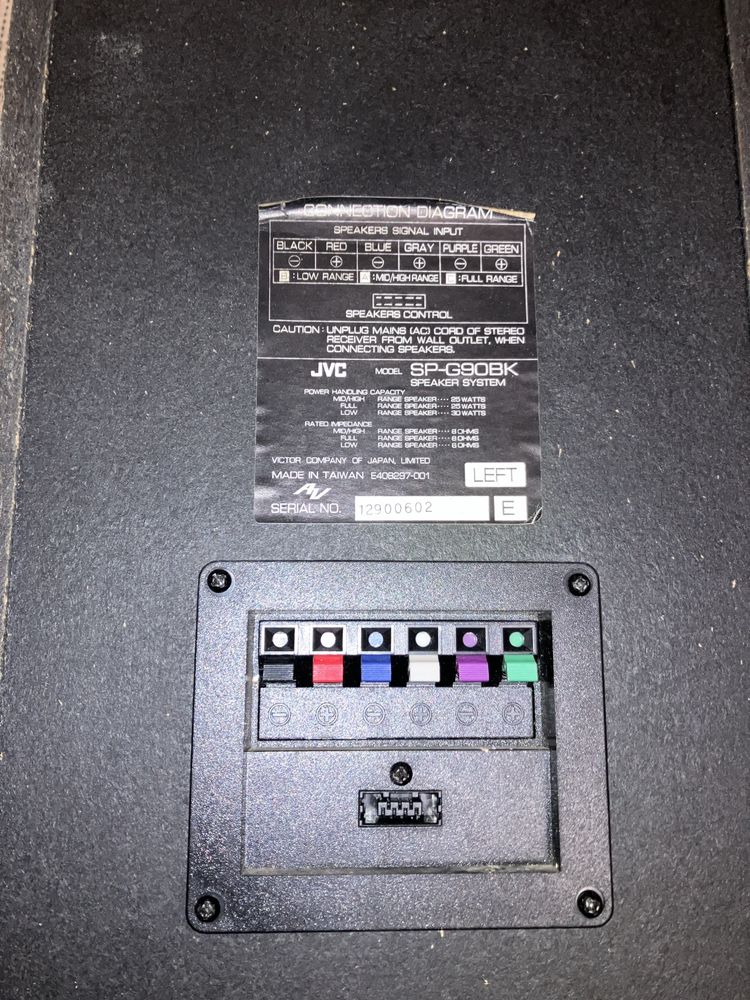 CONNECTION DIAGRAM
SPEAKERS SIGNAL INPUT
BLACK RED BLUE GRAY PURPLE GREEN
⊖ ⊕ ⊖ ⊕ ⊖ ⊕
B :LOW RANGE A :MID/HIGH RANGE C :FULL RANGE
SPEAKERS CONTROL
CAUTION : UNPLUG MAINS (AC) CORD OF STEREO
RECEIVER FROM WALL OUTLET, WHEN
CONNECTING SPEAKERS.
JVC MODEL SP-G90BK
SPEAKER SYSTEM
POWER HANDLING CAPACITY
MID/HIGH RANGE SPEAKER···· 25 WATTS
FULL RANGE SPEAKER···· 25 WATTS
LOW RANGE SPEAKER···· 30 WATTS
RATED IMPEDANCE
MID/HIGH RANGE SPEAKER···· 8 OHMS
FULL RANGE SPEAKER···· 8 OHMS
LOW RANGE SPEAKER···· 6 OHMS
VICTOR COMPANY OF JAPAN, LIMITED
MADE IN TAIWAN E408297-001 LEFT
AV
SERIAL NO. 12900602 E
⊖ ⊕ ⊖ ⊕ ⊖ ⊕